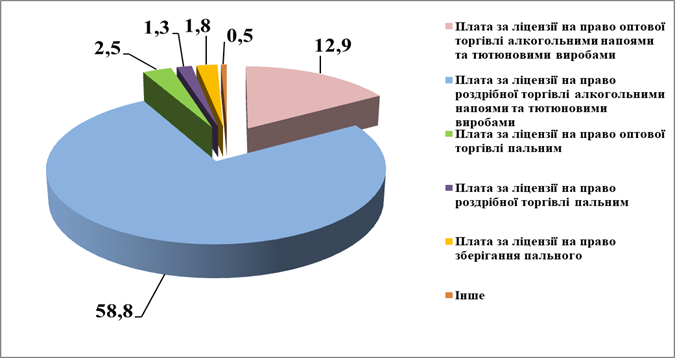 1,3
1,8
0,5
2,5
12,9
58,8
Плата за ліцензії на право оптової
торгівлі алкогольними напоями
та тютюновими виробами
Плата за ліцензії на право
роздрібної торгівлі алкогольними
напоями та тютюновими
виробами
Плата за ліцензії на право оптової
торгівлі пальним
Плата за ліцензії на право
роздрібної торгівлі пальним
Плата за ліцензії на право
зберігання пального
Інше